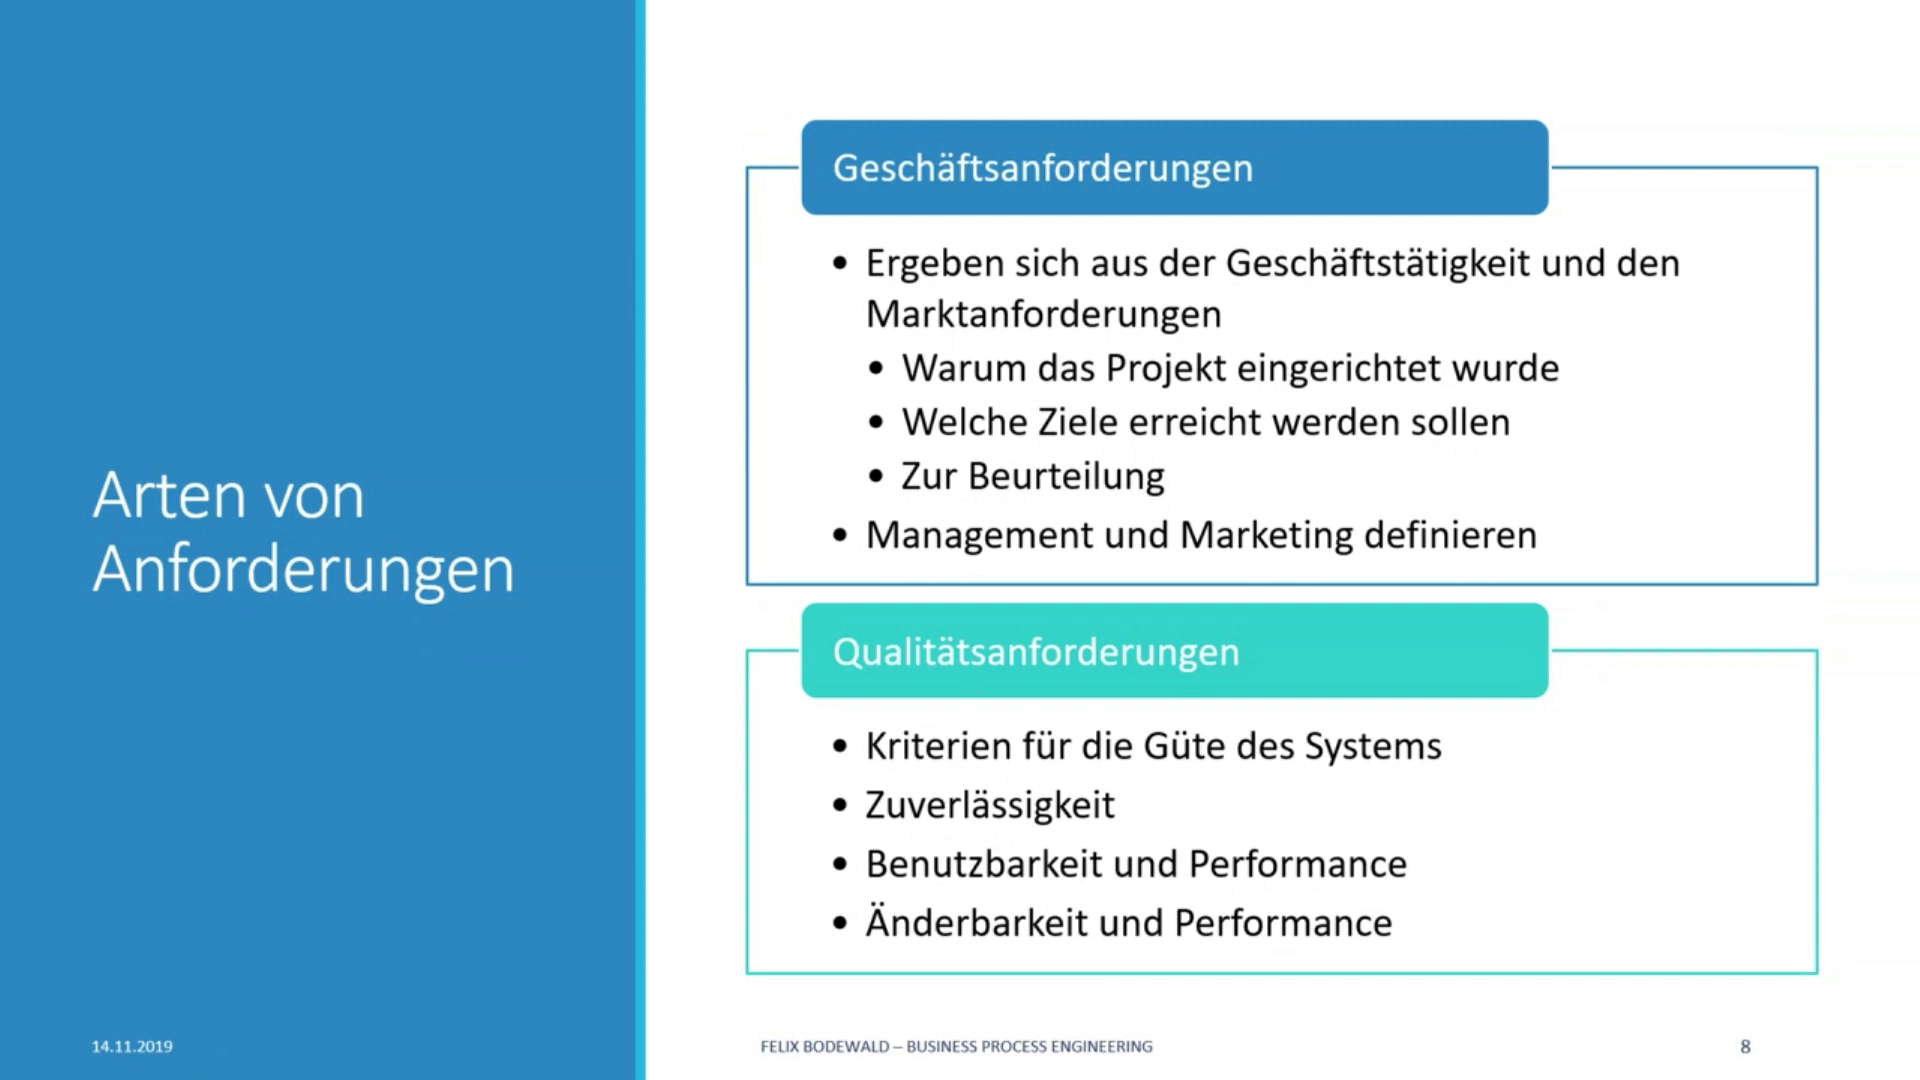 Arten von
Anforderungen
Geschäftsanforderungen
• Ergeben sich aus der Geschäftstätigkeit und den
Marktanforderungen
• Warum das Projekt eingerichtet wurde
• Welche Ziele erreicht werden sollen
• Zur Beurteilung
• Management und Marketing definieren
Qualitätsanforderungen
• Kriterien für die Güte des Systems
• Zuverlässigkeit
• Benutzbarkeit und Performance
• Änderbarkeit und Performance
14.11.2019
FELIX BODEWALD – BUSINESS PROCESS ENGINEERING
8